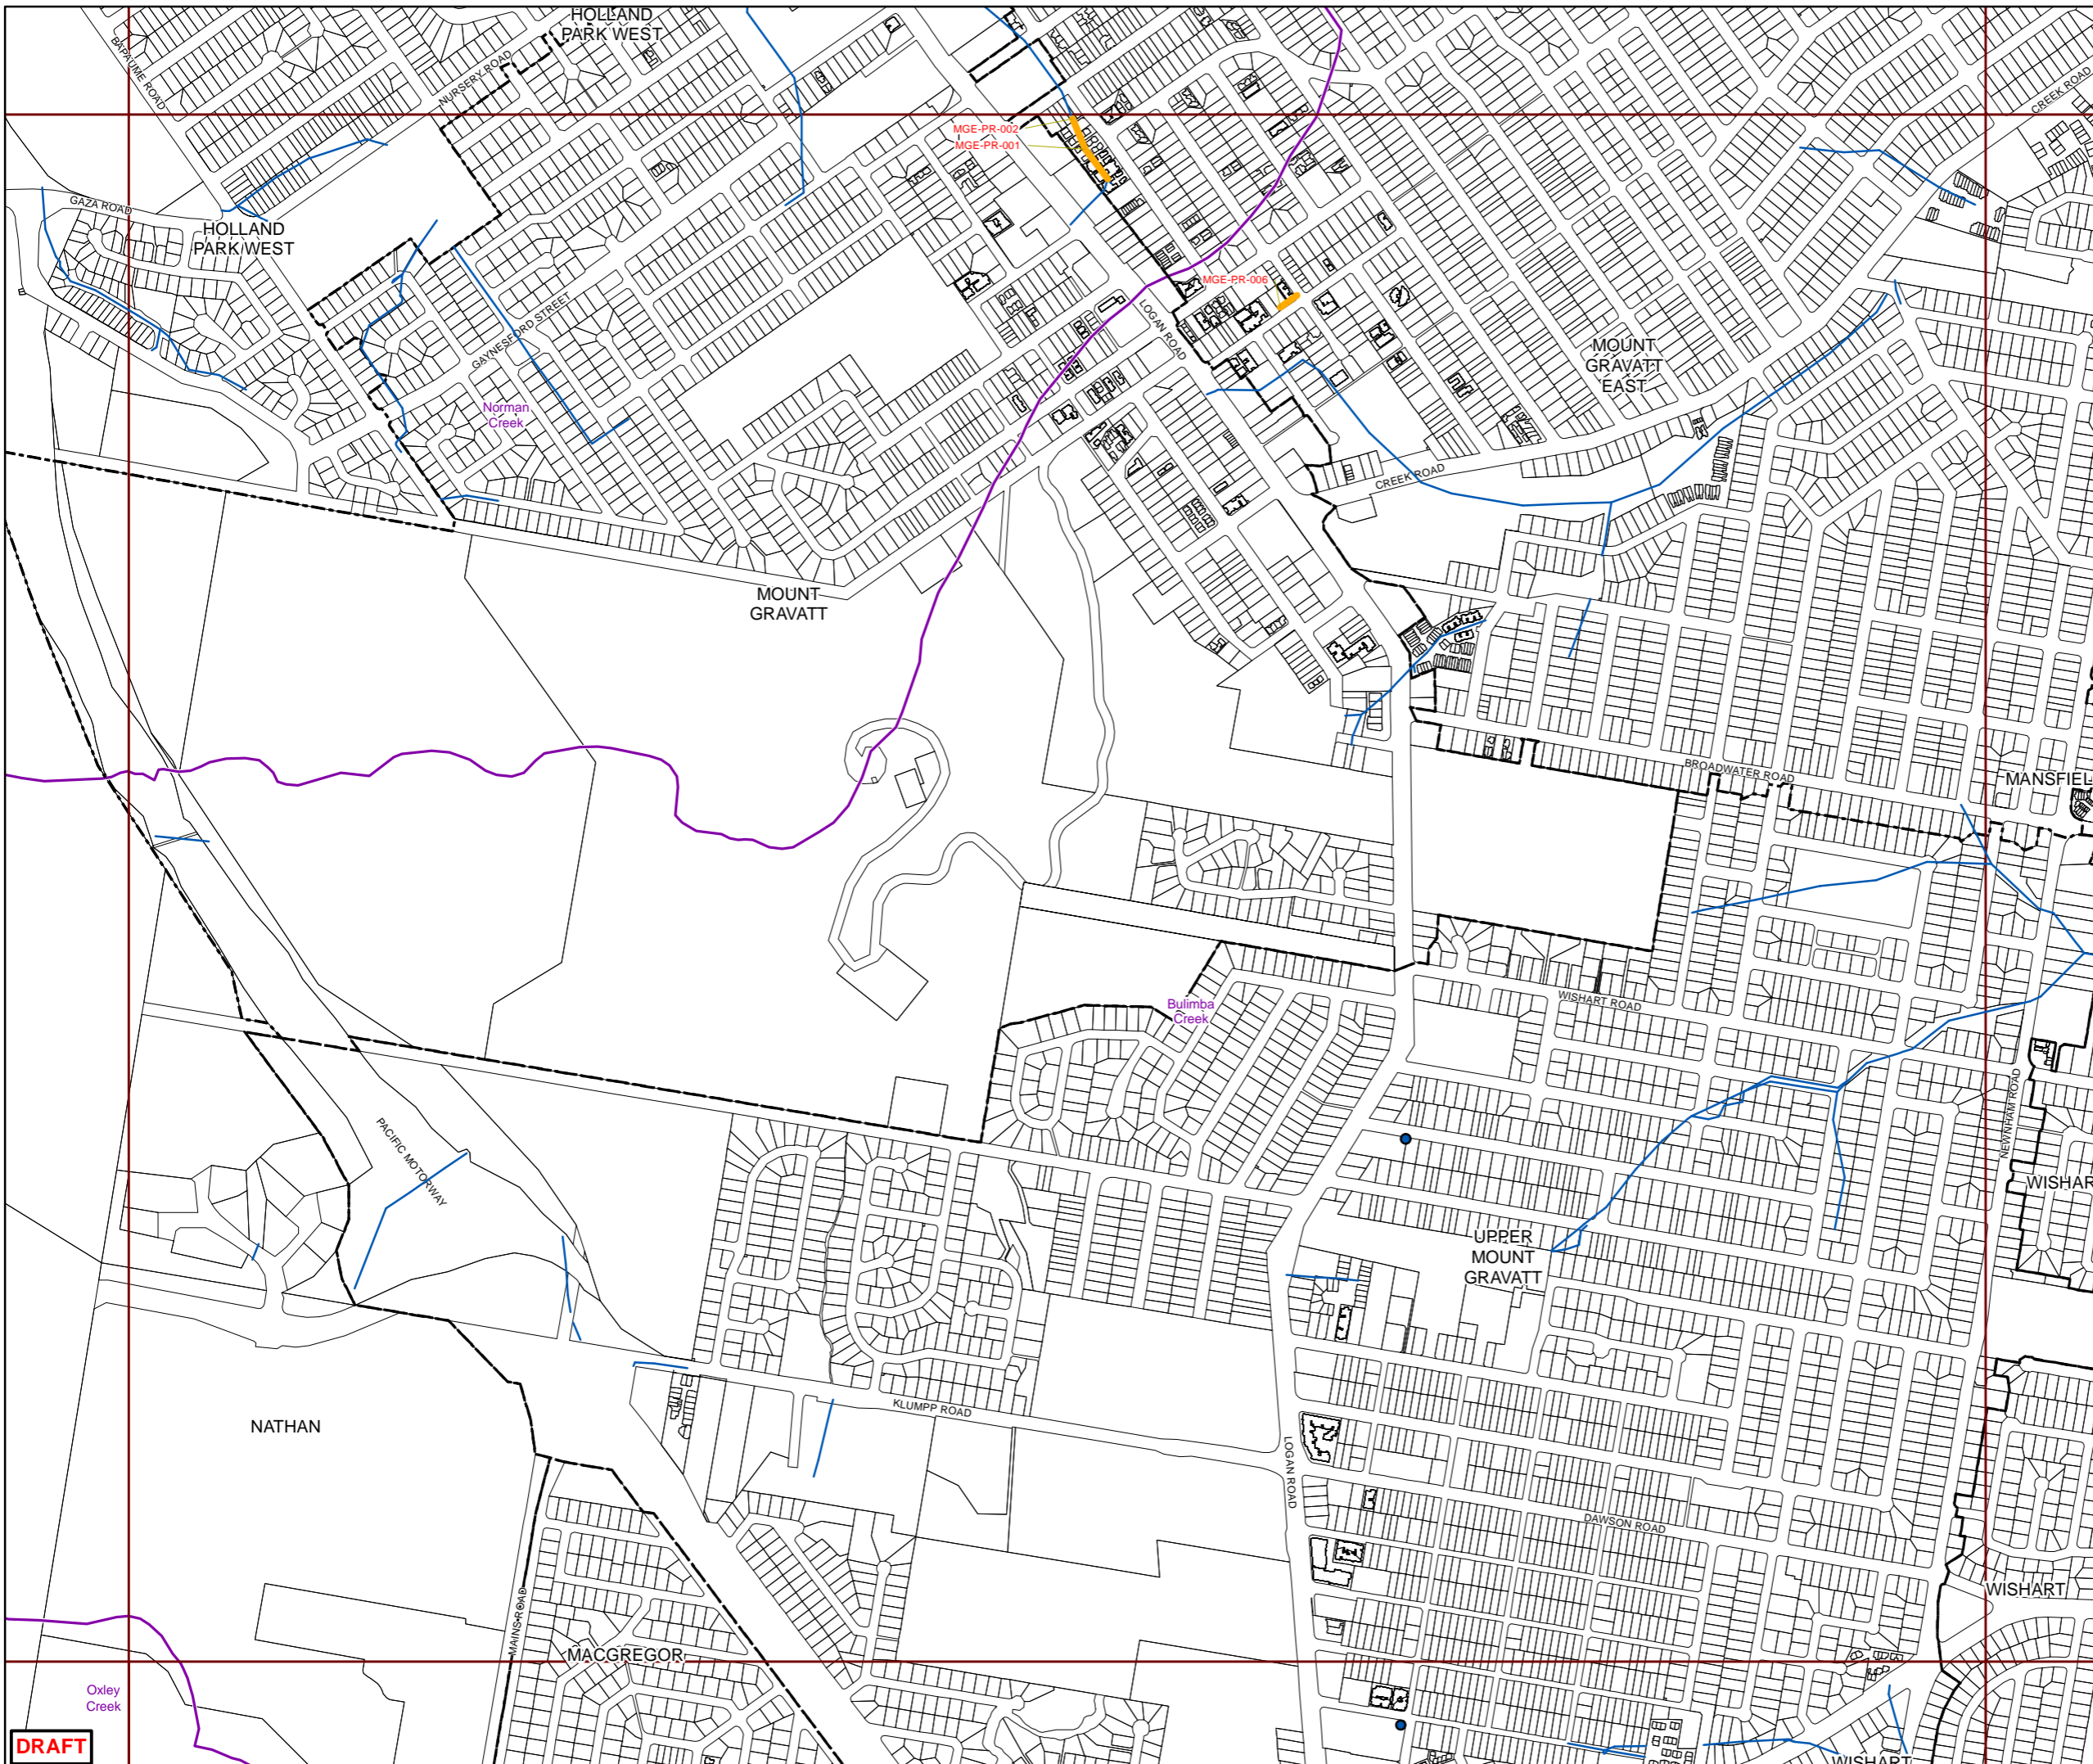 HOLLAND
PARK WEST
BAPAUME ROAD
NURSERY ROAD
CREEK ROAD
MGE-PR-002
MGE-PR-001
GAZA ROAD
HOLLAND
PARK WEST
MGE-PR-006
LOGAN ROAD
GAYNESFORD STREET
MOUNT
GRAVATT
EAST
Norman
Creek
CREEK ROAD
MOUNT
GRAVATT
BROADWATER ROAD
MANSFIEL
WISHART ROAD
Bulimba
Creek
NEWNHAM ROAD
PACIFIC MOTORWAY
WISHAR
UPPER
MOUNT
GRAVATT
KLUMPP ROAD
NATHAN
LOGAN ROAD
DAWSON ROAD
MAINS ROAD
WISHART
MACGREGOR
Oxley
Creek
DRAFT
WISHART